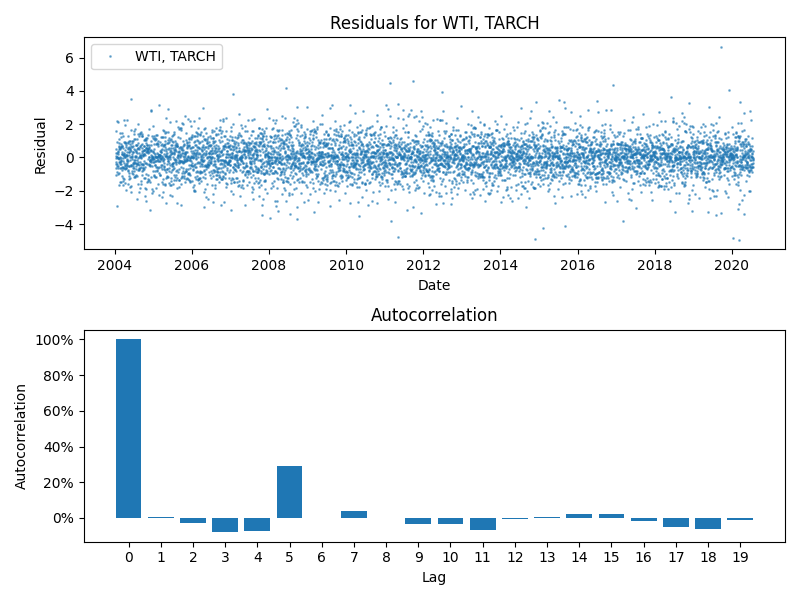 Residuals for WTI, TARCH
WTI, TARCH
6
4
2
0
−2
−4
Residual
2004 2006 2008 2010 2012 2014 2016 2018 2020
Date
Autocorrelation
100%
80%
60%
40%
20%
0%
Autocorrelation
0 1 2 3 4 5 6 7 8 9 10 11 12 13 14 15 16 17 18 19
Lag